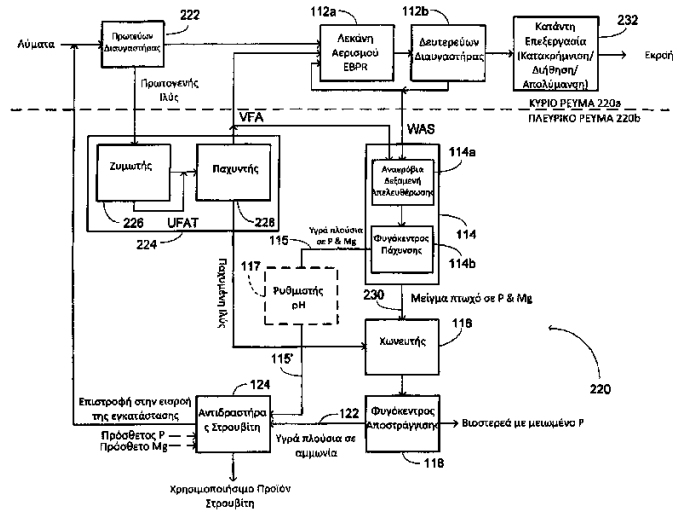 222
112a
112b
232
Λύματα
Πρωτεύων
Διαυγαστήρας
Λεκάνη
Αερισμού
EBPR
Δευτερεύων
Διαυγαστήρας
Κατάντη
Επεξεργασία
(Κατακρήμνιση/
Διήθηση/
Απολύμανση)
Εκροή
Πρωτογενής
Ιλύς
VFA
WAS
ΚΥΡΙΟ ΡΕΥΜΑ 220a
ΠΛΕΥΡΙΚΟ ΡΕΥΜΑ 220b
Ζυμωτής
Παχυντής
226
UFAT
228
224
Αναερόβια
Δεξαμενή
Απελευθέρωσης
114a
Φυγόκεντρος
Πάχυνσης
114
114b
115
Υγρά πλούσια
σε P & Mg
117
Ρυθμιστής
pH
Παχυμένη Ιλύς
230
Μείγμα πτωχό σε P & Mg
Χωνευτής
116
220
115'
124
Επιστροφή στην εισροή
της εγκατάστασης
Αντιδραστήρα
ς Στρουβίτη
122
Υγρά πλούσια σε
αμμωνία
Φυγόκεντρος
Αποστράγγισης
118
Βιοστερεά με μειωμένο P
Πρόσθετος P
Πρόσθετο Mg
Χρησιμοποιήσιμο Προϊόν
Στρουβίτη